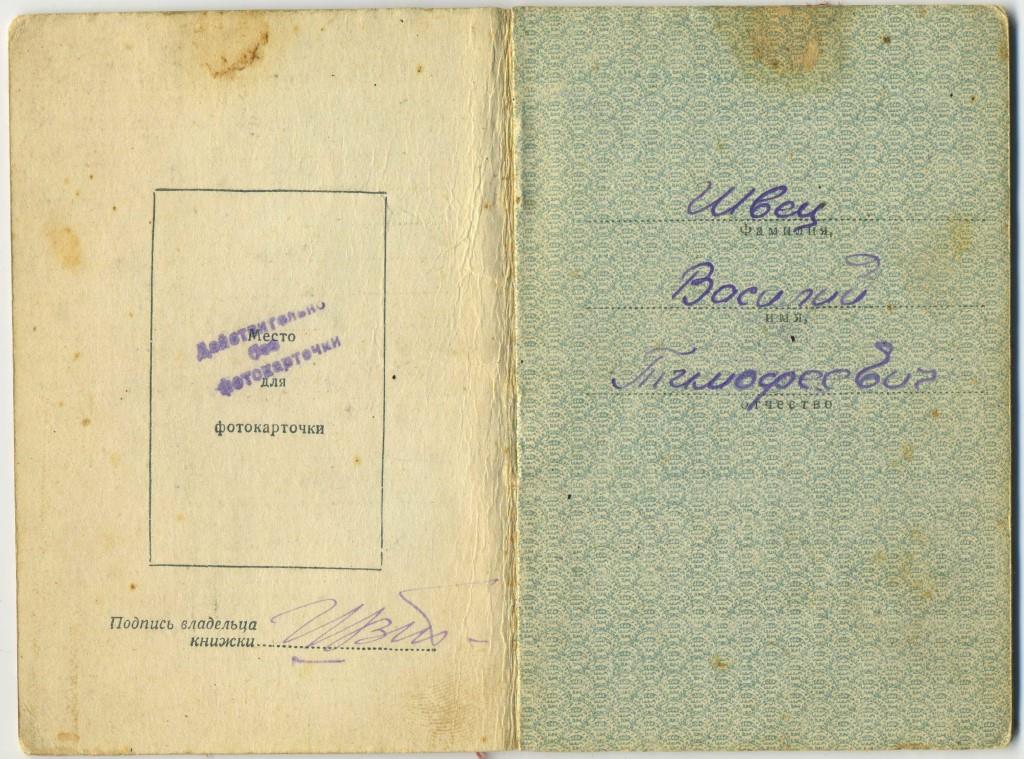 Действительно
без
фотокарточки
Место
для
фотокарточки
Подпись владельца
книжки
Швец
Фамилия,
Василий
имя,
Тимофеевич
отчество